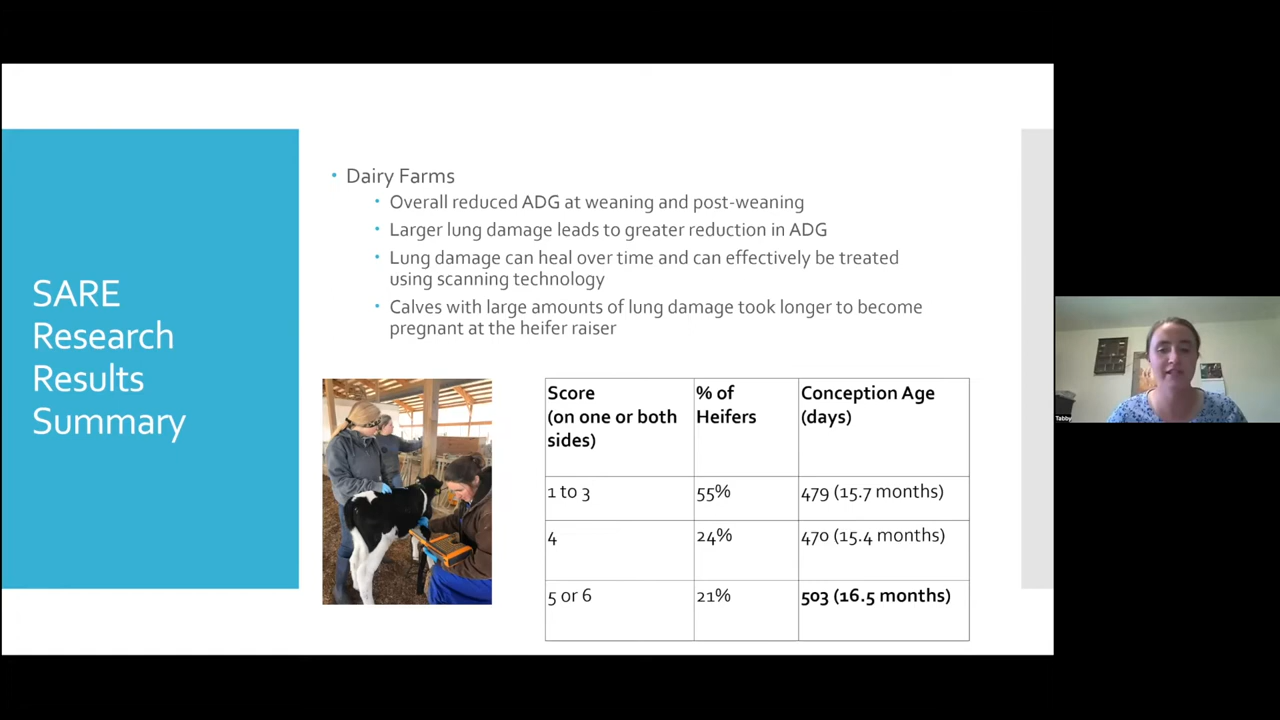 SARE
Research
Results
Summary
• Dairy Farms
• Overall reduced ADG at weaning and post-weaning
• Larger lung damage leads to greater reduction in ADG
• Lung damage can heal over time and can effectively be treated
using scanning technology
• Calves with large amounts of lung damage took longer to become
pregnant at the heifer raiser
Score
(on one or both
sides)
% of
Heifers
Conception Age
(days)
1 to 3
55%
479 (15.7 months)
4
24%
470 (15.4 months)
5 or 6
21%
503 (16.5 months)
Tabby